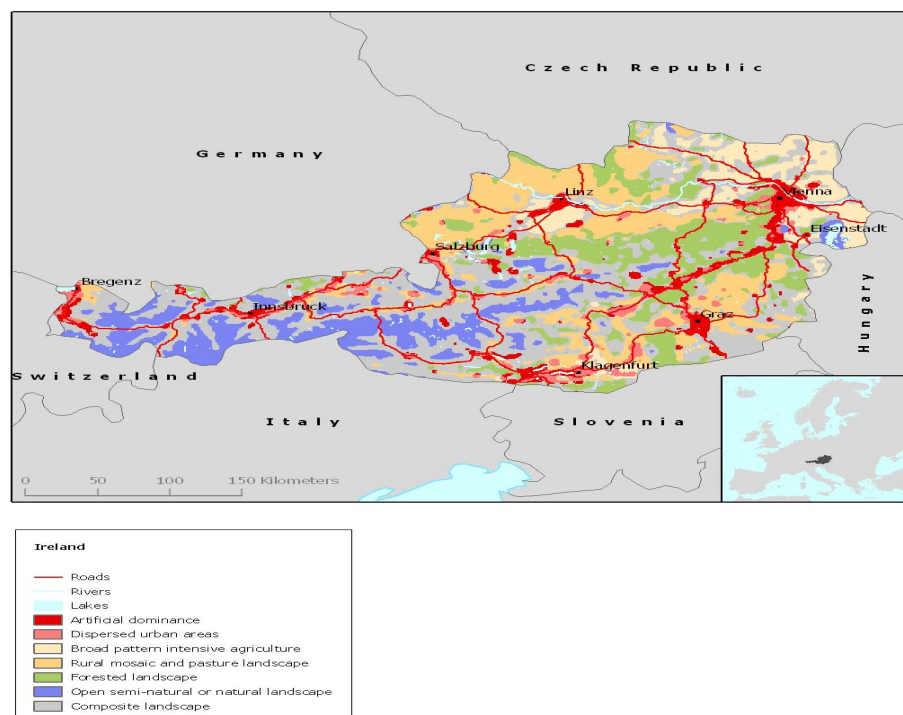 Czech Republic
Germany
Linz
Vienna
Eisenstadt
Salzburg
Bregenz
Innsbruck
Graz
Hungary
Switzerland
Klagenfurt
Italy
Slovenia
0 50 100 150 Kilometers
Ireland
Roads
Rivers
Lakes
Artificial dominance
Dispersed urban areas
Broad pattern intensive agriculture
Rural mosaic and pasture landscape
Forested landscape
Open semi-natural or natural landscape
Composite landscape